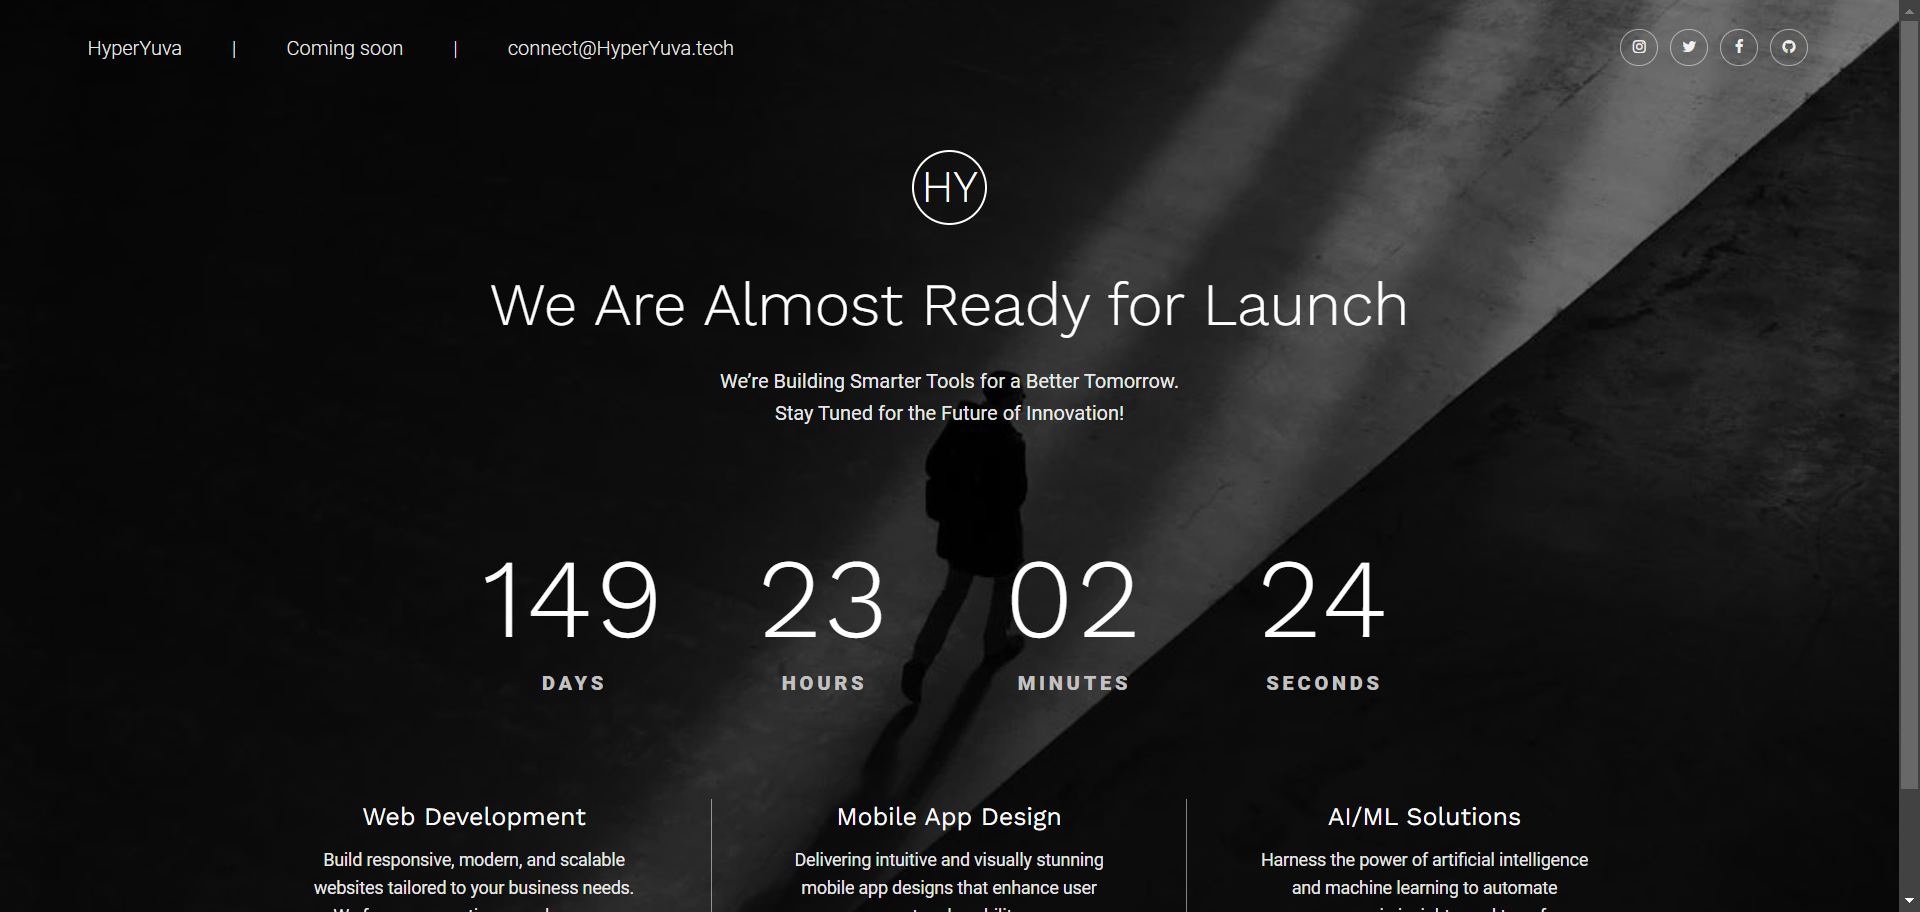 HyperYuva | Coming soon | connect@HyperYuva.tech
HY
We Are Almost Ready for Launch
We’re Building Smarter Tools for a Better Tomorrow.
Stay Tuned for the Future of Innovation!
149 23 02 24
DAYS HOURS MINUTES SECONDS
Web Development
Build responsive, modern, and scalable
websites tailored to your business needs.
Mobile App Design
Delivering intuitive and visually stunning
mobile app designs that enhance user
AI/ML Solutions
Harness the power of artificial intelligence
and machine learning to automate